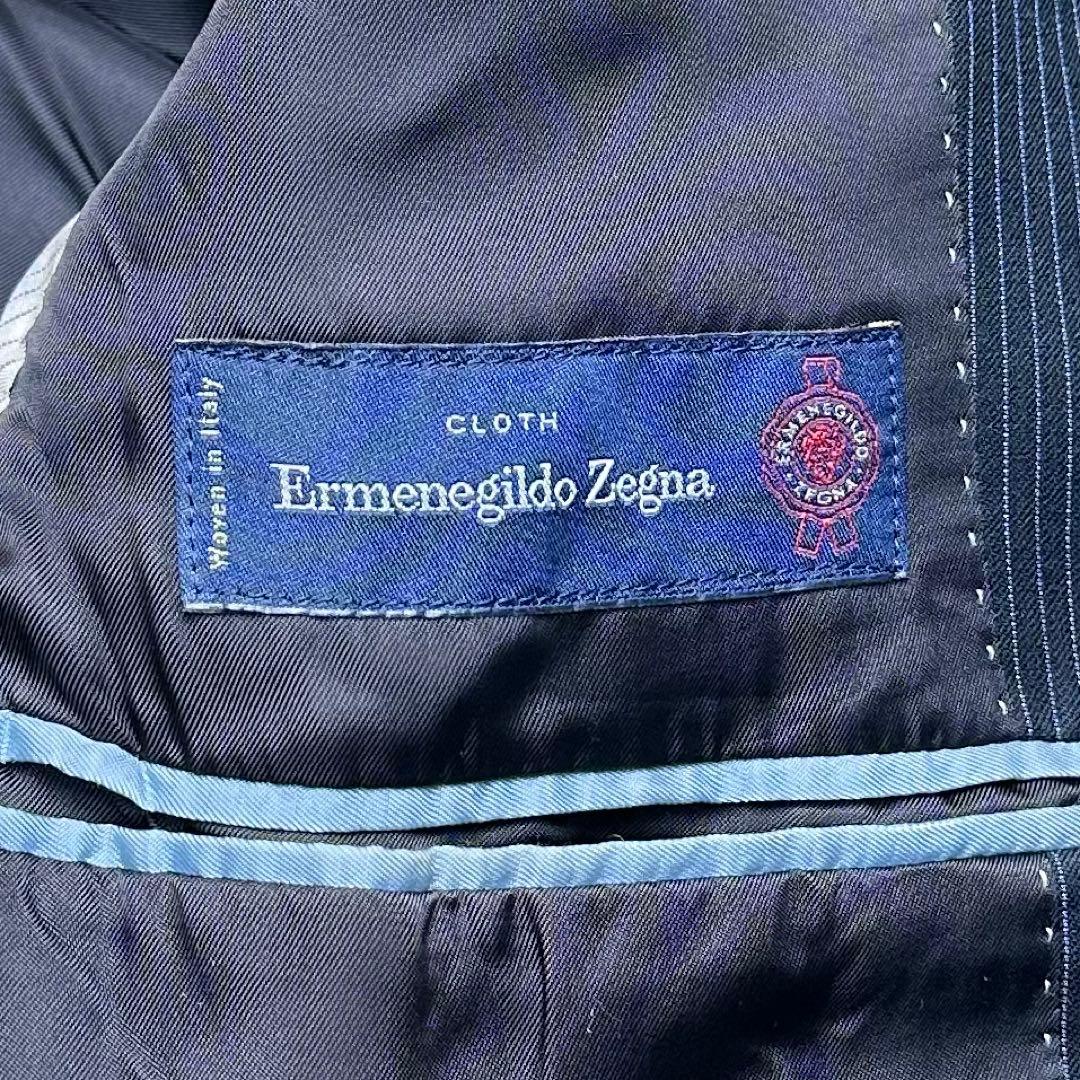 Woven in Italy
CLOTH
Ermenegildo Zegna
ERMENEGILDO
ZEGNA